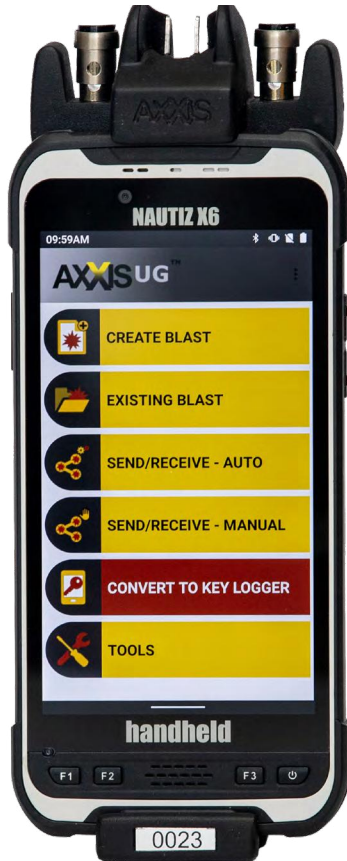 AXXIS
NAUTIZ X6
09:59AM
AXXIS UG™
CREATE BLAST
EXISTING BLAST
SEND/RECEIVE - AUTO
SEND/RECEIVE - MANUAL
CONVERT TO KEY LOGGER
TOOLS
handheld
F1 F2 F3
0023